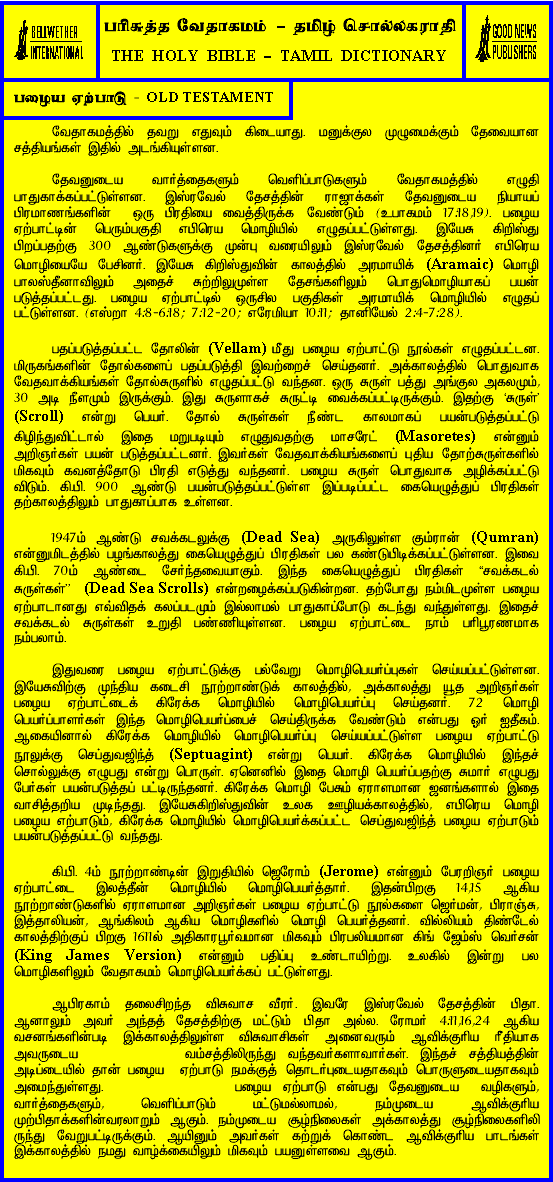 BELLWETHER
INTERNATIONAL
பரிசுத்த வேதாகமம் – தமிழ் சொல்லகராதி
THE HOLY BIBLE – TAMIL DICTIONARY
GOOD NEWS
PUBLISHERS
பழைய ஏற்பாடு - OLD TESTAMENT
வேதாகமத்தில் தவறு எதுவும் கிடையாது. மனுக்குல முழுமைக்கும் தேவையான
சத்தியங்கள் இதில் அடங்கியுள்ளன.
தேவனுடைய வார்த்தைகளும் வெளிப்பாடுகளும் வேதாகமத்தில் எழுதி
பாதுகாக்கப்பட்டுள்ளன. இஸ்ரவேல் தேசத்தின் ராஜாக்கள் தேவனுடைய நியாயப்
பிரமாணங்களின் ஒரு பிரதியை வைத்திருக்க வேண்டும் (உபாகமம் 17:18,19). பழைய
ஏற்பாட்டின் பெரும்பகுதி எபிரெய மொழியில் எழுதப்பட்டுள்ளது. இயேசு கிறிஸ்து
பிறப்பதற்கு 300 ஆண்டுகளுக்கு முன்பு வரையிலும் இஸ்ரவேல் தேசத்தினர் எபிரெய
மொழியையே பேசினர். இயேசு கிறிஸ்துவின் காலத்தில் அரமாயிக் (Aramaic) மொழி
பாலஸ்தீனாவிலும் அதைச் சுற்றிலுமுள்ள தேசங்களிலும் பொதுமொழியாகப் பயன்
படுத்தப்பட்டது. பழைய ஏற்பாட்டில் ஒருசில பகுதிகள் அரமாயிக் மொழியில் எழுதப்
பட்டுள்ளன. (எஸ்றா 4:8-6:18; 7:12-20; எரேமியா 10:11; தானியேல் 2:4-7:28).
பதப்படுத்தப்பட்ட தோலின் (Vellam) மீது பழைய ஏற்பாட்டு நூல்கள் எழுதப்பட்டன.
மிருகங்களின் தோல்களைப் பதப்படுத்தி இவற்றைச் செய்தனர். அக்காலத்தில் பொதுவாக
வேதவாக்கியங்கள் தோல்சுருளில் எழுதப்பட்டு வந்தன. ஒரு சுருள் பத்து அங்குல அகலமும்,
30 அடி நீளமும் இருக்கும். இது சுருளாகச் சுருட்டி வைக்கப்பட்டிருக்கும். இதற்கு 'சுருள்'
(Scroll) என்று பெயர். தோல் சுருள்கள் நீண்ட காலமாகப் பயன்படுத்தப்பட்டு
கிழிந்துவிட்டால் இதை மறுபடியும் எழுதுவதற்கு மாசரேட் (Masoretes) என்னும்
அறிஞர்கள் பயன் படுத்தப்பட்டனர். இவர்கள் வேதவாக்கியங்களைப் புதிய தோற்சுருள்களில்
மிகவும் கவனத்தோடு பிரதி எடுத்து வந்தனர். பழைய சுருள் பொதுவாக அழிக்கப்பட்டு
விடும். கி.பி. 900 ஆண்டு பயன்படுத்தப்பட்டுள்ள இப்படிப்பட்ட கையெழுத்துப் பிரதிகள்
தற்காலத்திலும் பாதுகாப்பாக உள்ளன.
1947ம் ஆண்டு சவக்கடலுக்கு (Dead Sea) அருகிலுள்ள கும்ரான் (Qumran)
என்னுமிடத்தில் பழங்காலத்து கையெழுத்துப் பிரதிகள் பல கண்டுபிடிக்கப்பட்டுள்ளன. இவை
கி.பி. 70ம் ஆண்டை சேர்ந்தவையாகும். இந்த கையெழுத்துப் பிரதிகள் “சவக்கடல்
சுருள்கள்” (Dead Sea Scrolls) என்றழைக்கப்படுகின்றன. தற்போது நம்மிடமுள்ள பழைய
ஏற்பாடானது எவ்விதக் கலப்படமும் இல்லாமல் பாதுகாப்போடு கடந்து வந்துள்ளது. இதைச்
சவக்கடல் சுருள்கள் உறுதி பண்ணியுள்ளன. பழைய ஏற்பாட்டை நாம் பரிபூரணமாக
நம்பலாம்.
இதுவரை பழைய ஏற்பாட்டுக்கு பல்வேறு மொழிபெயர்ப்புகள் செய்யப்பட்டுள்ளன.
இயேசுவிற்கு முந்திய கடைசி நூற்றாண்டுக் காலத்தில், அக்காலத்து யூத அறிஞர்கள்
பழைய ஏற்பாட்டைக் கிரேக்க மொழியில் மொழிபெயர்ப்பு செய்தனர். 72 மொழி
பெயர்ப்பாளர்கள் இந்த மொழிபெயர்ப்பைச் செய்திருக்க வேண்டும் என்பது ஓர் ஐதீகம்.
ஆகையினால் கிரேக்க மொழியில் மொழிபெயர்ப்பு செய்யப்பட்டுள்ள பழைய ஏற்பாட்டு
நூலுக்கு செப்துவஜிந்த் (Septuagint) என்று பெயர். கிரேக்க மொழியில் இந்தச்
சொல்லுக்கு எழுபது என்று பொருள். ஏனெனில் இதை மொழி பெயர்ப்பதற்கு சுமார் எழுபது
பேர்கள் பயன்படுத்தப் பட்டிருந்தனர். கிரேக்க மொழி பேசும் ஏராளமான ஜனங்களால் இதை
வாசித்தறிய முடிந்தது. இயேசுகிறிஸ்துவின் உலக ஊழியக்காலத்தில், எபிரெய மொழி
பழைய ஏற்பாடும், கிரேக்க மொழியில் மொழிபெயர்க்கப்பட்ட செப்துவஜிந்த் பழைய ஏற்பாடும்
பயன்படுத்தப்பட்டு வந்தது.
கி.பி. 4ம் நூற்றாண்டின் இறுதியில் ஜெரோம் (Jerome) என்னும் பேரறிஞர் பழைய
ஏற்பாட்டை இலத்தீன் மொழியில் மொழிபெயர்த்தார். இதன்பிறகு 14,15 ஆகிய
நூற்றாண்டுகளில் ஏராளமான அறிஞர்கள் பழைய ஏற்பாட்டு நூல்களை ஜெர்மன், பிராஞ்சு,
இத்தாலியன், ஆங்கிலம் ஆகிய மொழிகளில் மொழி பெயர்த்தனர். வில்லியம் திண்டேல்
காலத்திற்குப் பிறகு 1611ல் அதிகாரபூர்வமான மிகவும் பிரபலியமான கிங் ஜேம்ஸ் வெர்சன்
(King James Version) என்னும் பதிப்பு உண்டாயிற்று. உலகில் இன்று பல
மொழிகளிலும் வேதாகமம் மொழிபெயர்க்கப் பட்டுள்ளது.
ஆபிரகாம் தலைசிறந்த விசுவாச வீரர். இவரே இஸ்ரவேல் தேசத்தின் பிதா.
ஆனாலும் அவர் அந்தத் தேசத்திற்கு மட்டும் பிதா அல்ல. ரோமர் 4:11,16,24 ஆகிய
வசனங்களின்படி இக்காலத்திலுள்ள விசுவாசிகள் அனைவரும் ஆவிக்குரிய ரீதியாக
அவருடைய வம்சத்திலிருந்து வந்தவர்களாவார்கள். இந்தச் சத்தியத்தின்
அடிப்டையில் தான் பழைய ஏற்பாடு நமக்குத் தொடர்புடையதாகவும் பொருளுடையதாகவும்
அமைந்துள்ளது. பழைய ஏற்பாடு என்பது தேவனுடைய வழிகளும்,
வார்த்தைகளும், வெளிப்பாடும் மட்டுமல்லாமல், நம்முடைய ஆவிக்குரிய
முற்பிதாக்களின்வரலாறும் ஆகும். நம்முடைய சூழ்நிலைகள் அக்காலத்து சூழ்நிலைகளிலி
ருந்து வேறுபட்டிருக்கும். ஆயினும் அவர்கள் கற்றுக் கொண்ட ஆவிக்குரிய பாடங்கள்
இக்காலத்தில் நமது வாழ்க்கையிலும் மிகவும் பயனுள்ளவை ஆகும்.